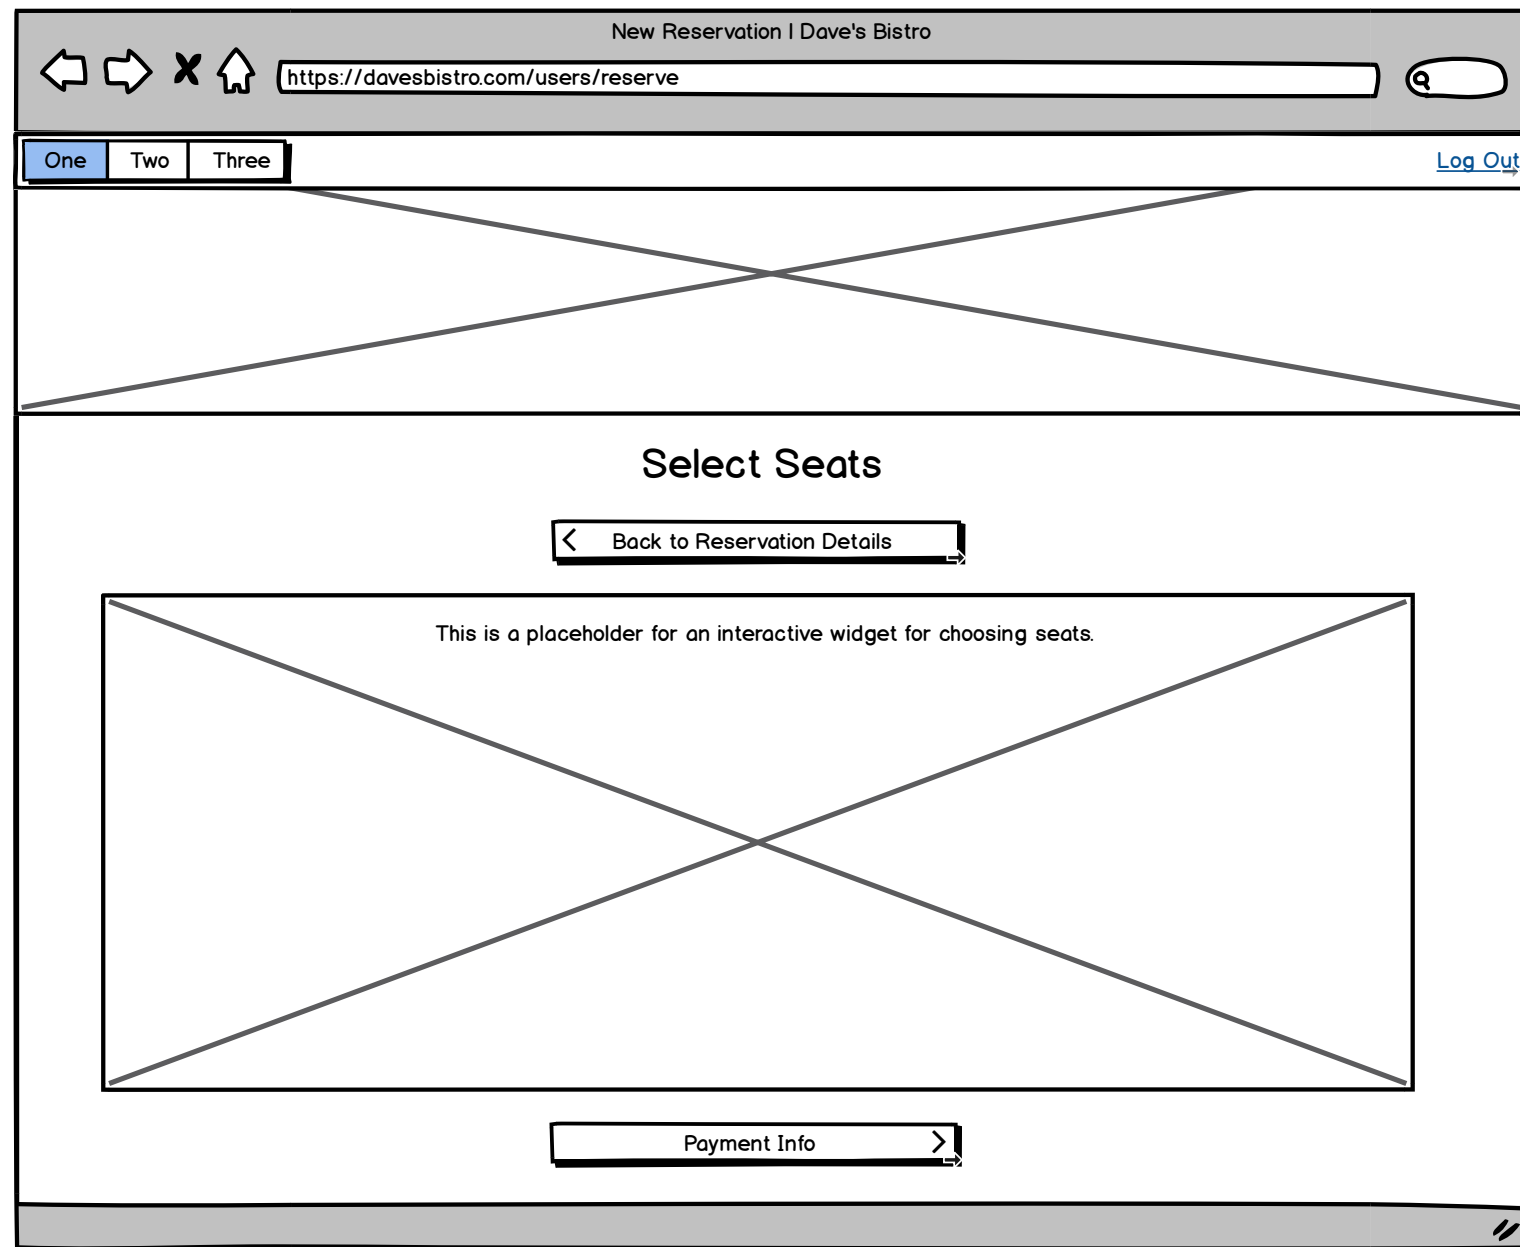 New Reservation | Dave's Bistro
https://davesbistro.com/users/reserve
One Two Three Log Out
Select Seats
Back to Reservation Details
This is a placeholder for an interactive widget for choosing seats.
Payment Info